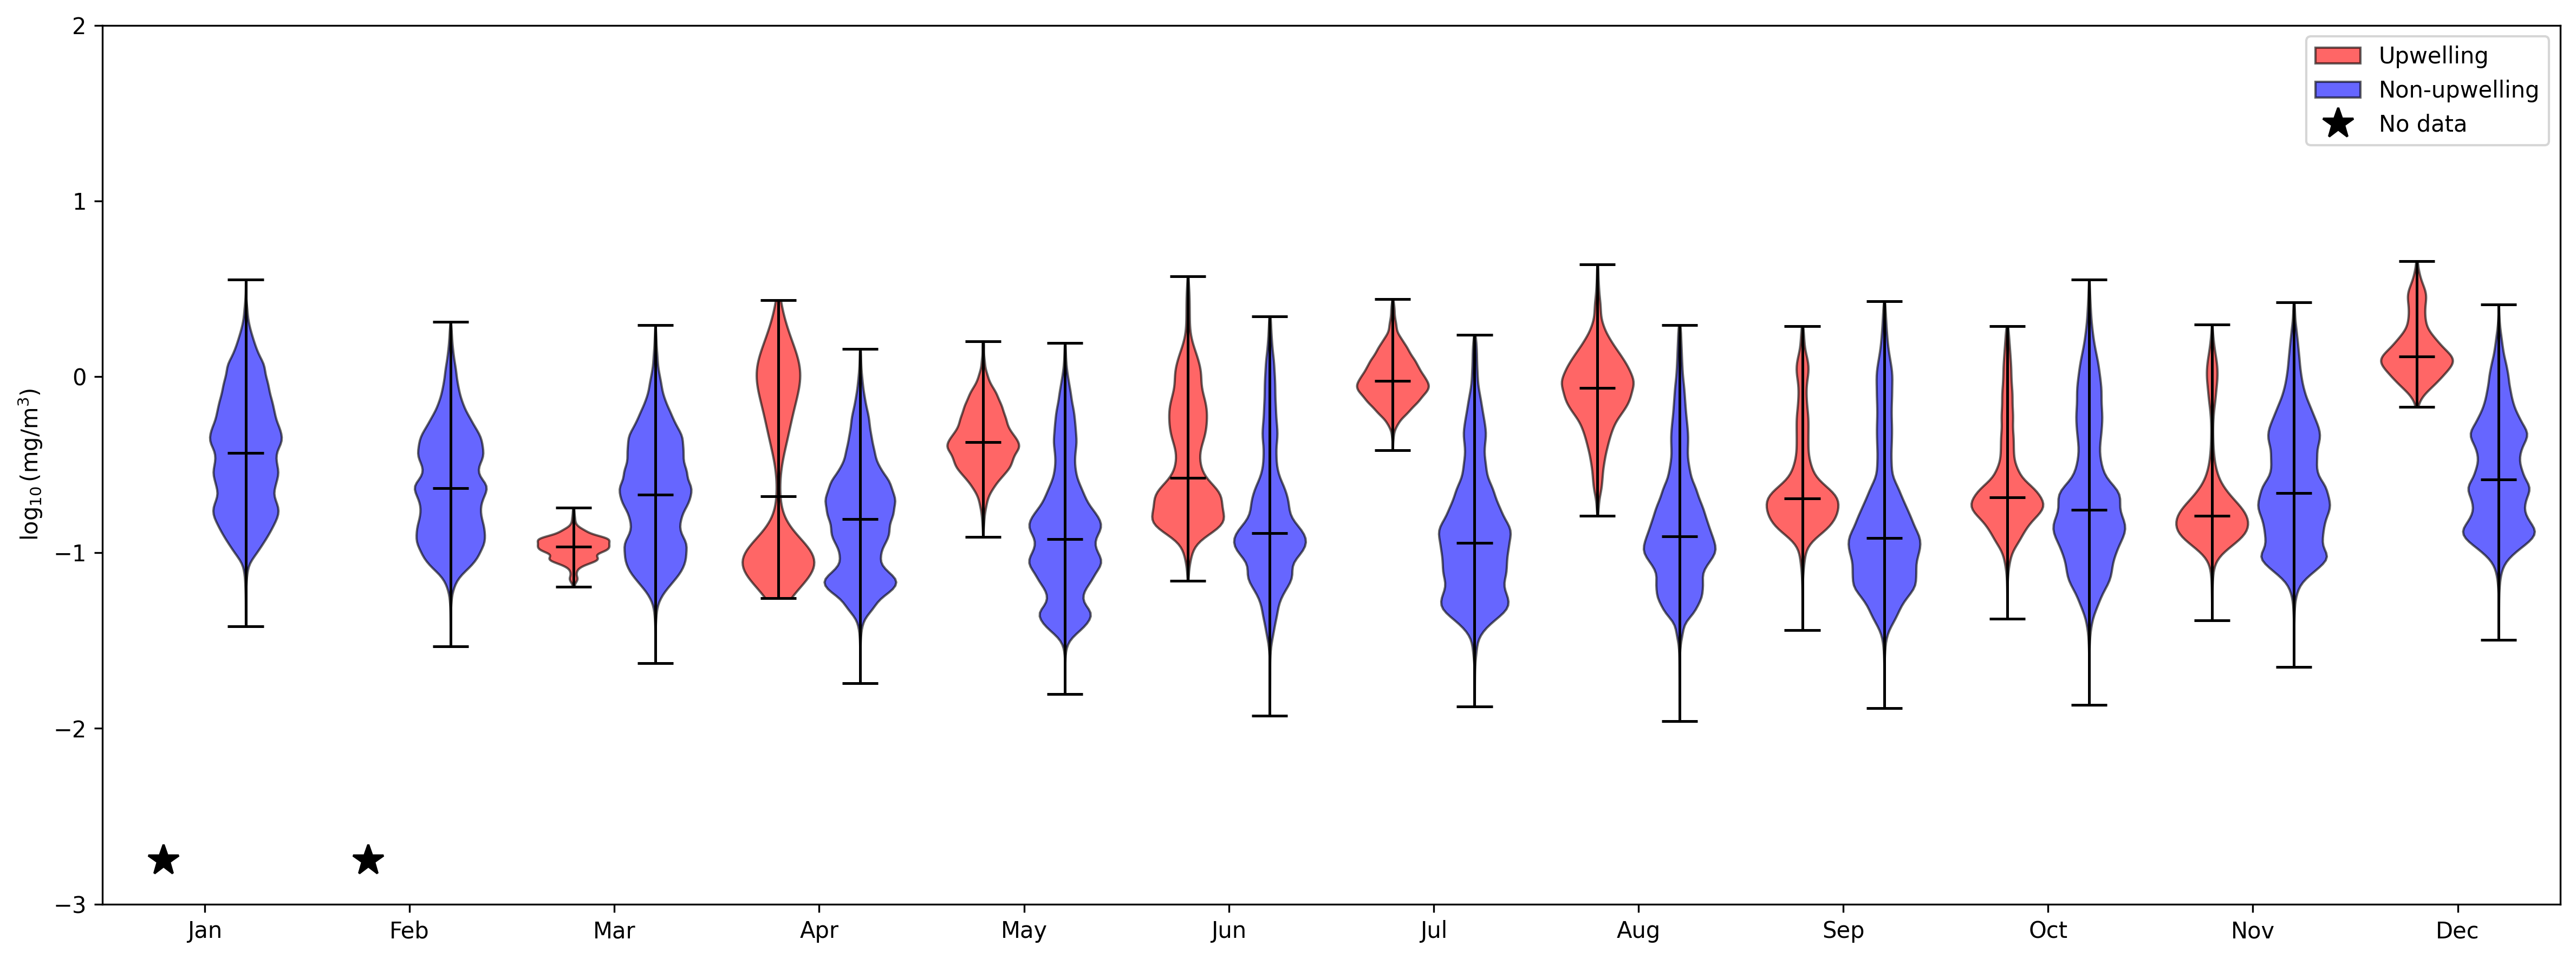 2
1
0
−1
−2
−3
log₁₀ (mg/m³)
Upwelling
Non-upwelling
No data
Jan Feb Mar Apr May Jun Jul Aug Sep Oct Nov Dec